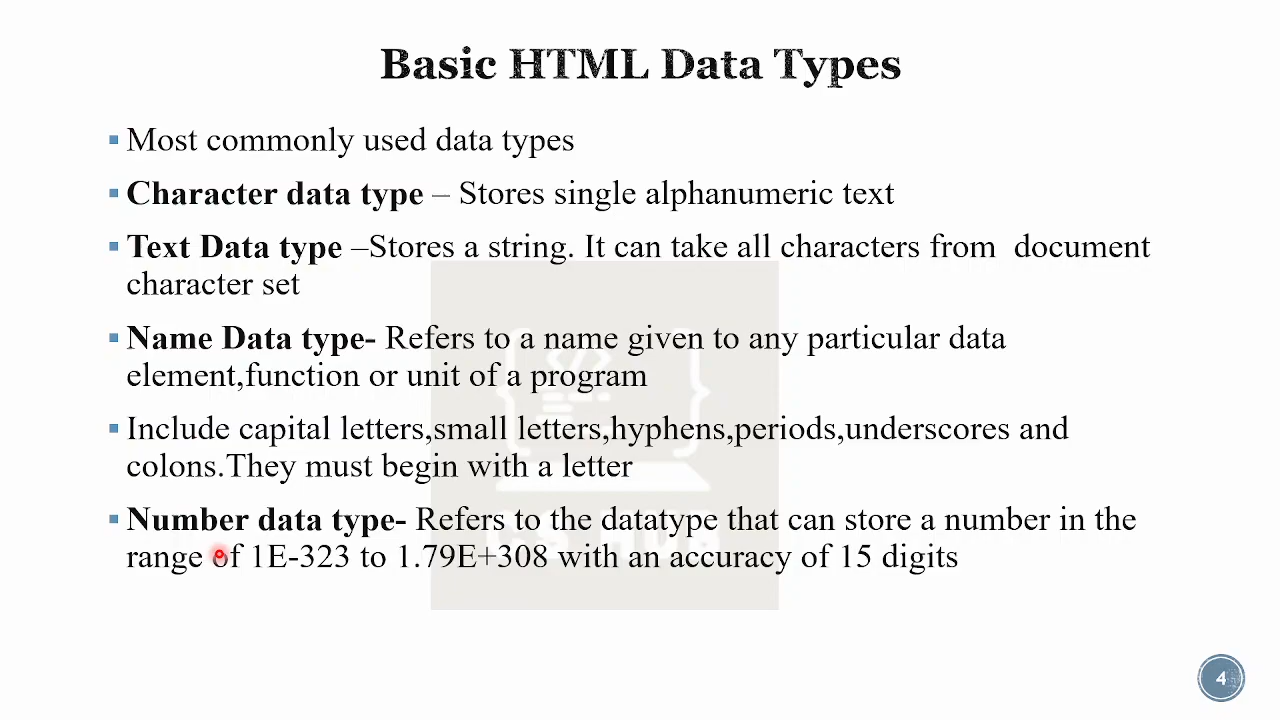 Basic HTML Data Types
Most commonly used data types
Character data type – Stores single alphanumeric text
Text Data type –Stores a string. It can take all characters from document
character set
Name Data type- Refers to a name given to any particular data
element,function or unit of a program
Include capital letters,small letters,hyphens,periods,underscores and
colons.They must begin with a letter
Number data type- Refers to the datatype that can store a number in the
range of 1E-323 to 1.79E+308 with an accuracy of 15 digits
CS HUB
4